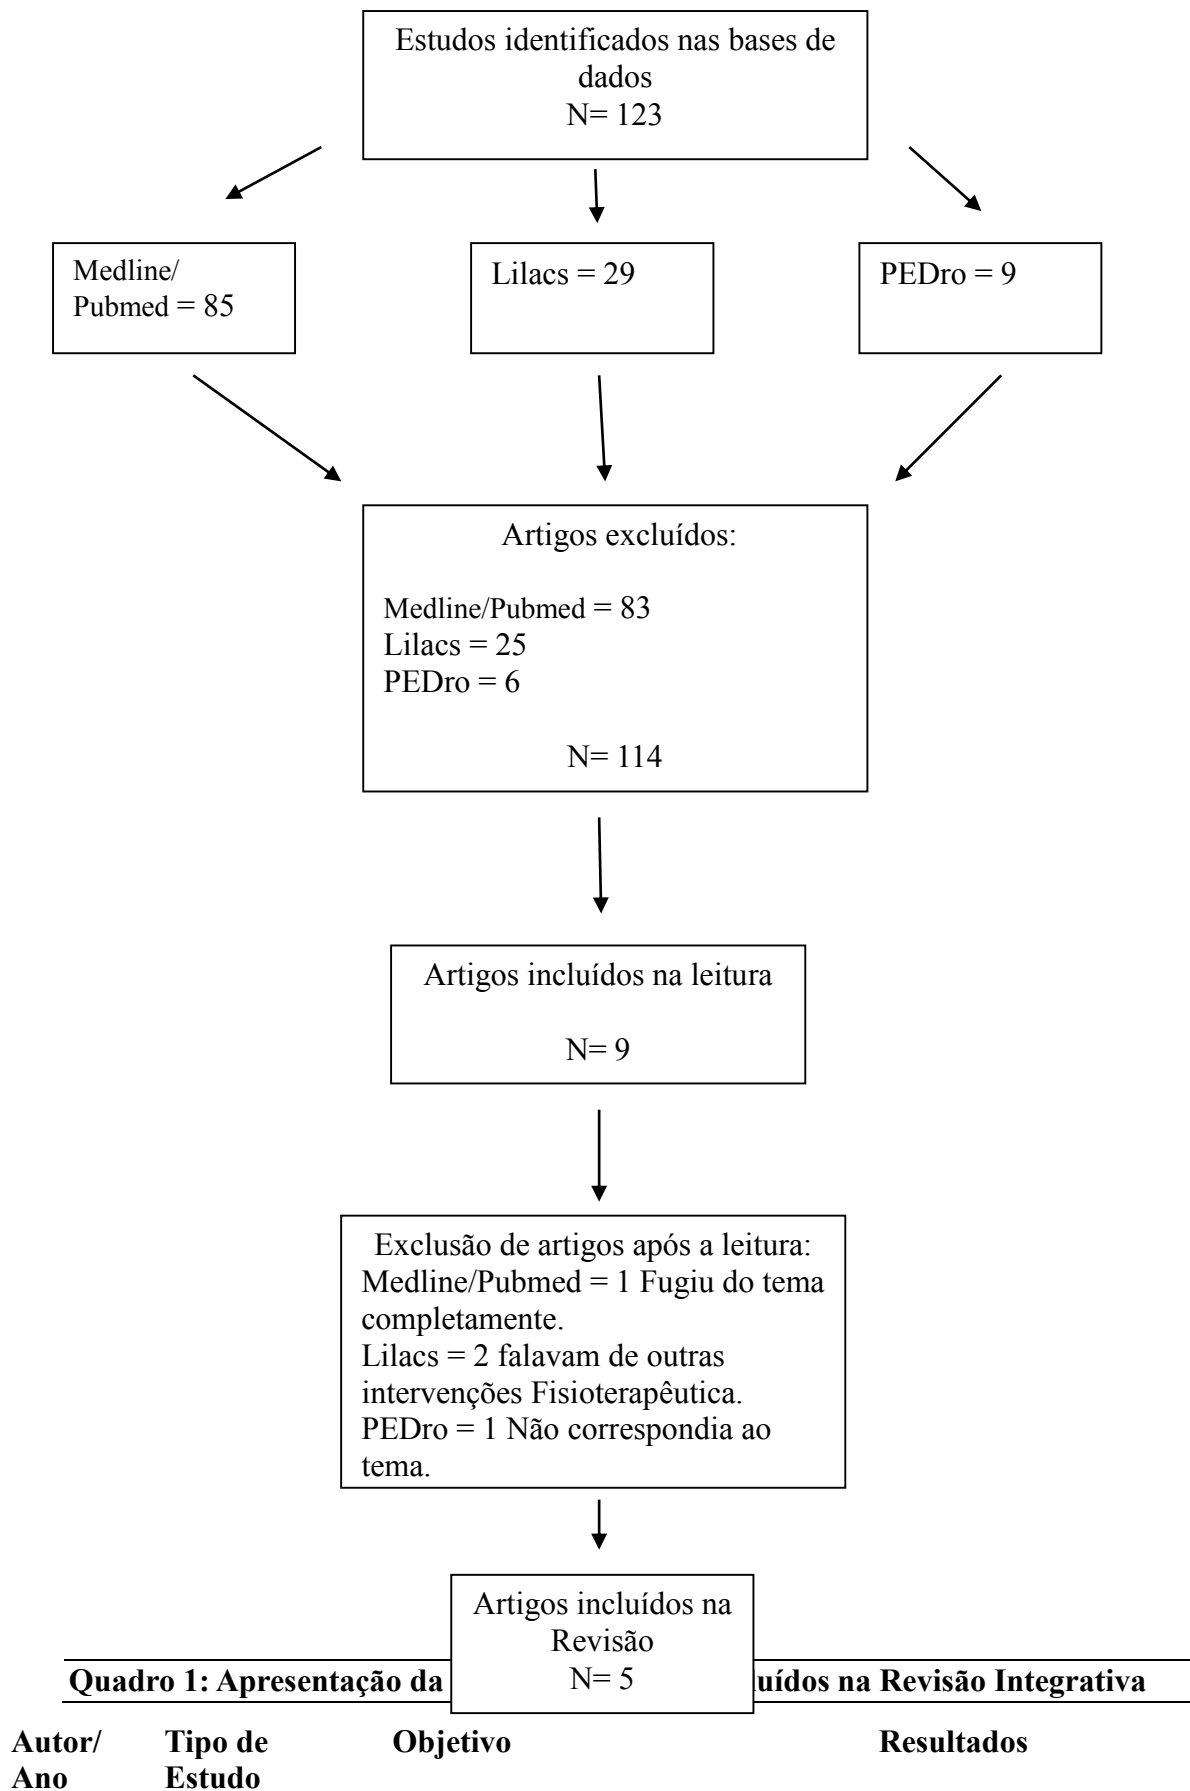 Estudos identificados nas bases de
dados
N= 123
Medline/
Pubmed = 85
Lilacs = 29
PEDro = 9
Artigos excluídos:
Medline/Pubmed = 83
Lilacs = 25
PEDro = 6
N= 114
Artigos incluídos na leitura
N= 9
Exclusão de artigos após a leitura:
Medline/Pubmed = 1 Fugiu do tema
completamente.
Lilacs = 2 falavam de outras
intervenções Fisioterapêutica.
PEDro = 1 Não correspondia ao
tema.
Artigos incluídos na
Revisão
N= 5
Quadro 1: Apresentação da luídos na Revisão Integrativa
Autor/ Tipo de Objetivo Resultados
Ano Estudo